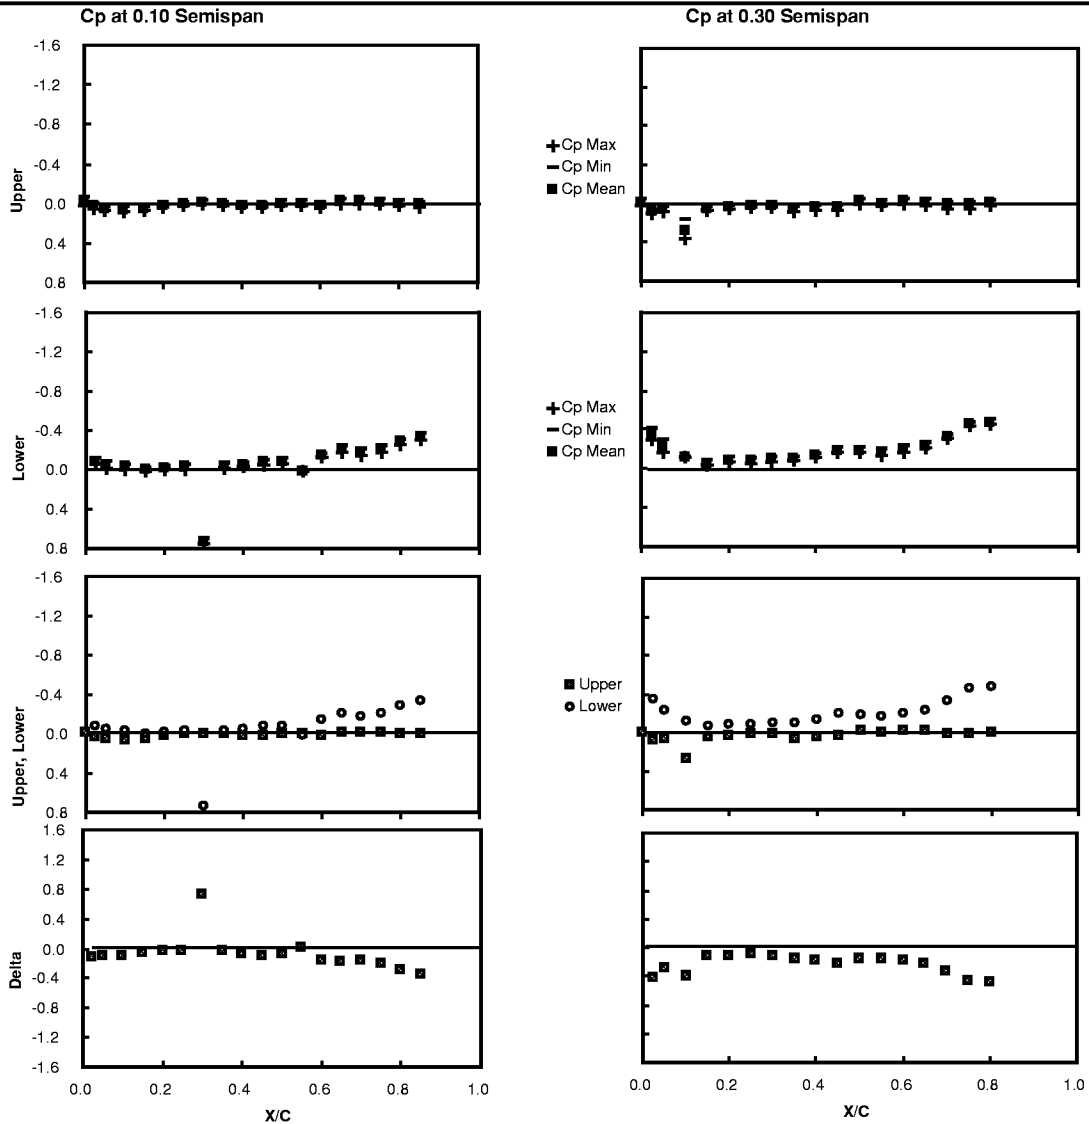 Cp at 0.10 Semispan
Cp at 0.30 Semispan
Upper
-1.6
-1.2
-0.8
-0.4
0.0
0.4
0.8
Cp Max
Cp Min
Cp Mean
Lower
-1.6
-1.2
-0.8
-0.4
0.0
0.4
0.8
Cp Max
Cp Min
Cp Mean
Upper, Lower
-1.6
-1.2
-0.8
-0.4
0.0
0.4
0.8
Upper
Lower
Delta
1.6
1.2
0.8
0.4
0.0
-0.4
-0.8
-1.2
-1.6
0.0 0.2 0.4 0.6 0.8 1.0
X/C
0.0 0.2 0.4 0.6 0.8 1.0
X/C